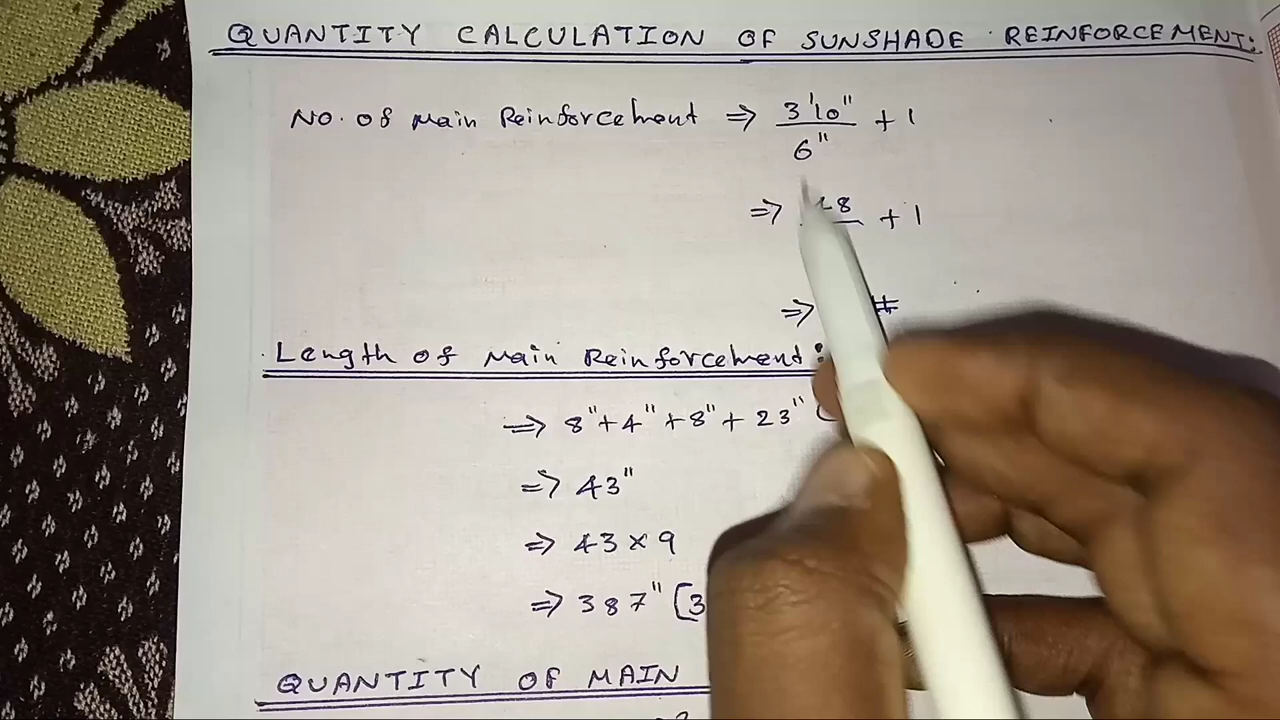 QUANTITY CALCULATION OF SUNSHADE REINFORCEMENT:
NO. of Main Reinforcement ⇒ 3'10" / 6" + 1
⇒ 48 + 1
⇒ #
Length of Main Reinforcement:
⇒ 8" + 4" + 8" + 23" (
⇒ 43"
⇒ 43 × 9
⇒ 387" [3
QUANTITY OF MAIN